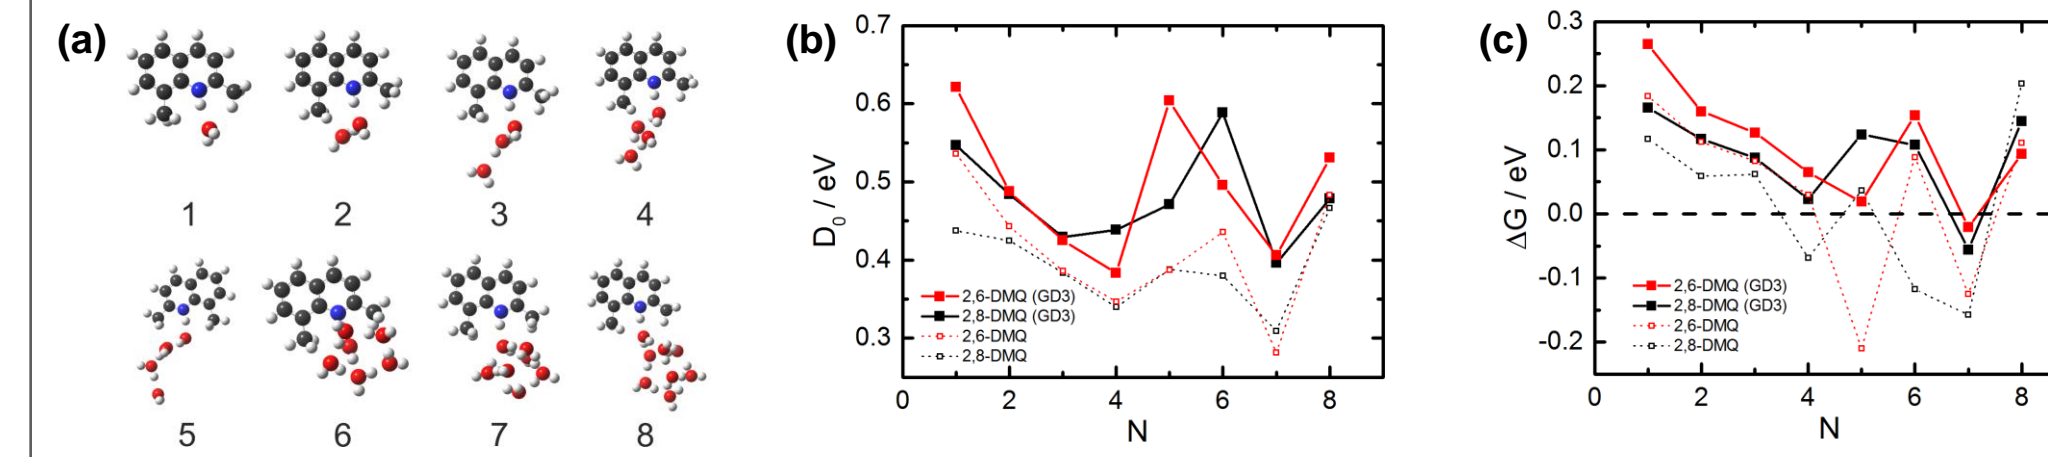 (a)
1 2 3 4
5 6 7 8
(b)
D0 / eV
0.7
0.6
0.5
0.4
0.3
2,6-DMQ (GD3)
2,8-DMQ (GD3)
2,6-DMQ
2,8-DMQ
0 2 4 6 8
N
(c)
ΔG / eV
0.3
0.2
0.1
0.0
-0.1
-0.2
2,6-DMQ (GD3)
2,8-DMQ (GD3)
2,6-DMQ
2,8-DMQ
0 2 4 6 8
N